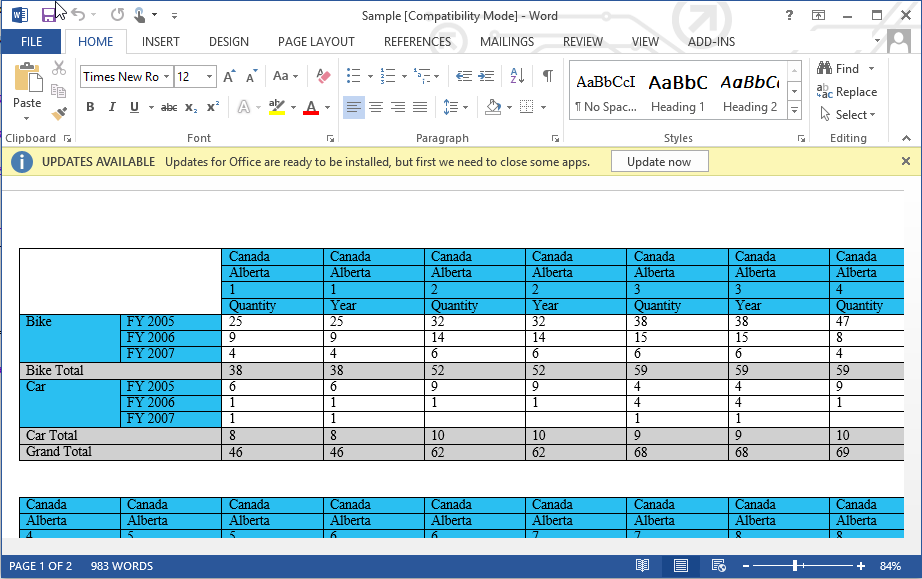 Sample [Compatibility Mode] - Word
FILE HOME INSERT DESIGN PAGE LAYOUT REFERENCES MAILINGS REVIEW VIEW ADD-INS
Times New Ro 12 Aa AaBbCcI AaBbC AaBbC Find
Paste B I U abc x₂ x² A ab A ¶ No Spac... Heading 1 Heading 2 Replace
Select
Clipboard Font Paragraph Styles Editing
UPDATES AVAILABLE Updates for Office are ready to be installed, but first we need to close some apps. Update now
Canada Canada Canada Canada Canada Canada Canada
Alberta Alberta Alberta Alberta Alberta Alberta Alberta
1 1 2 2 3 3 4
Quantity Year Quantity Year Quantity Year Quantity
Bike FY 2005 25 25 32 32 38 38 47
FY 2006 9 9 14 14 15 15 8
FY 2007 4 4 6 6 6 6 4
Bike Total 38 38 52 52 59 59 59
Car FY 2005 6 6 9 9 4 4 9
FY 2006 1 1 1 1 4 4 1
FY 2007 1 1 1 1
Car Total 8 8 10 10 9 9 10
Grand Total 46 46 62 62 68 68 69
Canada Canada Canada Canada Canada Canada Canada Canada Canada
Alberta Alberta Alberta Alberta Alberta Alberta Alberta Alberta Alberta
4 5 5 6 6 7 7 8 8
PAGE 1 OF 2 983 WORDS 84%